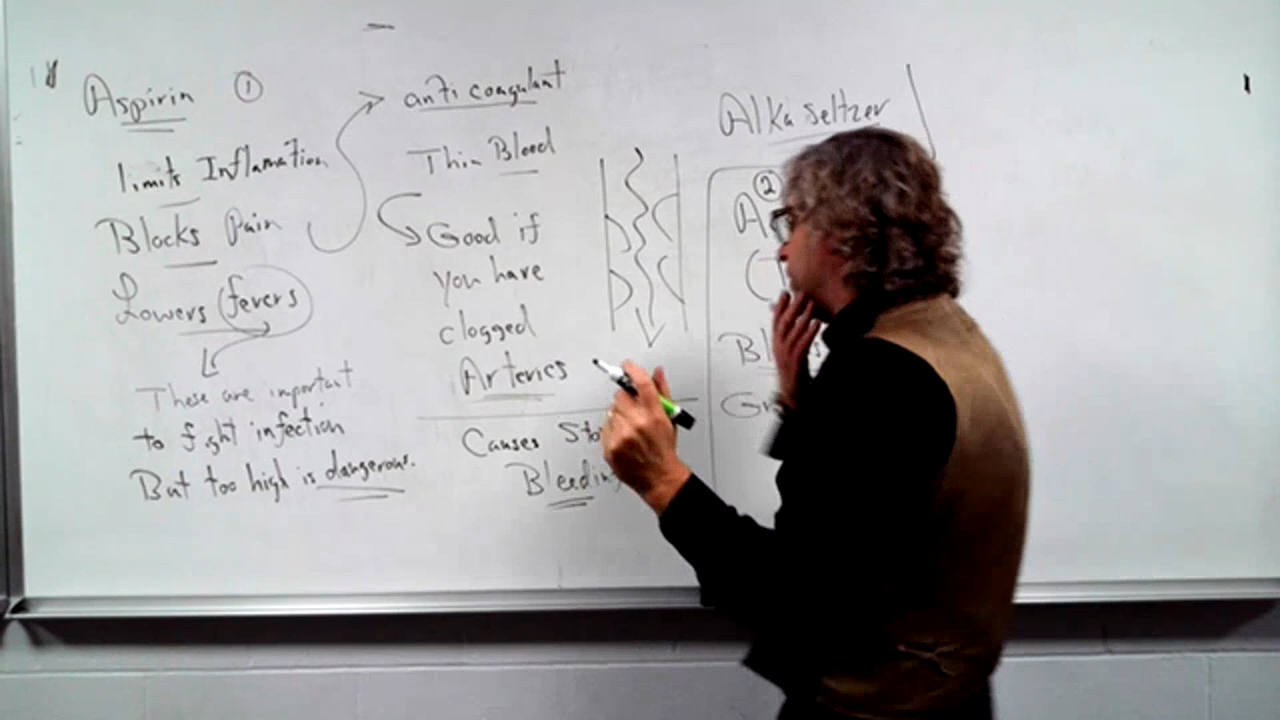 Aspirin ①
limits Inflamation
Blocks Pain
Lowers fevers
These are important
to fight infection
But too high is dangerous.
anti coagulant
Thin Blood
Good if
you have
clogged
Arteries
Causes
Bleeding
Alka Seltzer
②